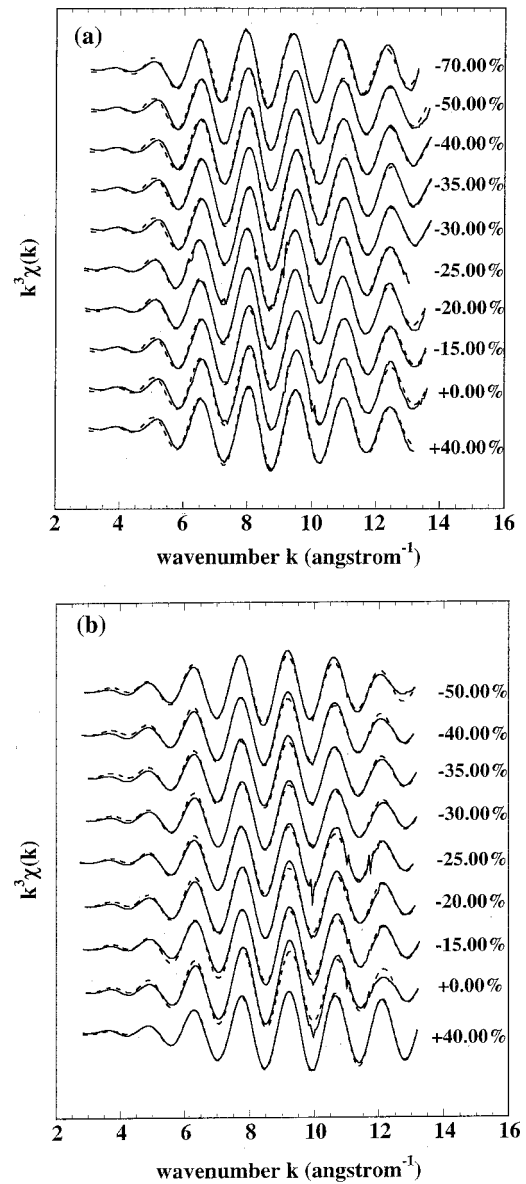 (a)
-70.00%
-50.00%
-40.00%
-35.00%
-30.00%
-25.00%
-20.00%
-15.00%
+0.00%
+40.00%
k³χ(k)
2 4 6 8 10 12 14 16
wavenumber k (angstrom⁻¹)
(b)
-50.00%
-40.00%
-35.00%
-30.00%
-25.00%
-20.00%
-15.00%
+0.00%
+40.00%
k³χ(k)
2 4 6 8 10 12 14 16
wavenumber k (angstrom⁻¹)